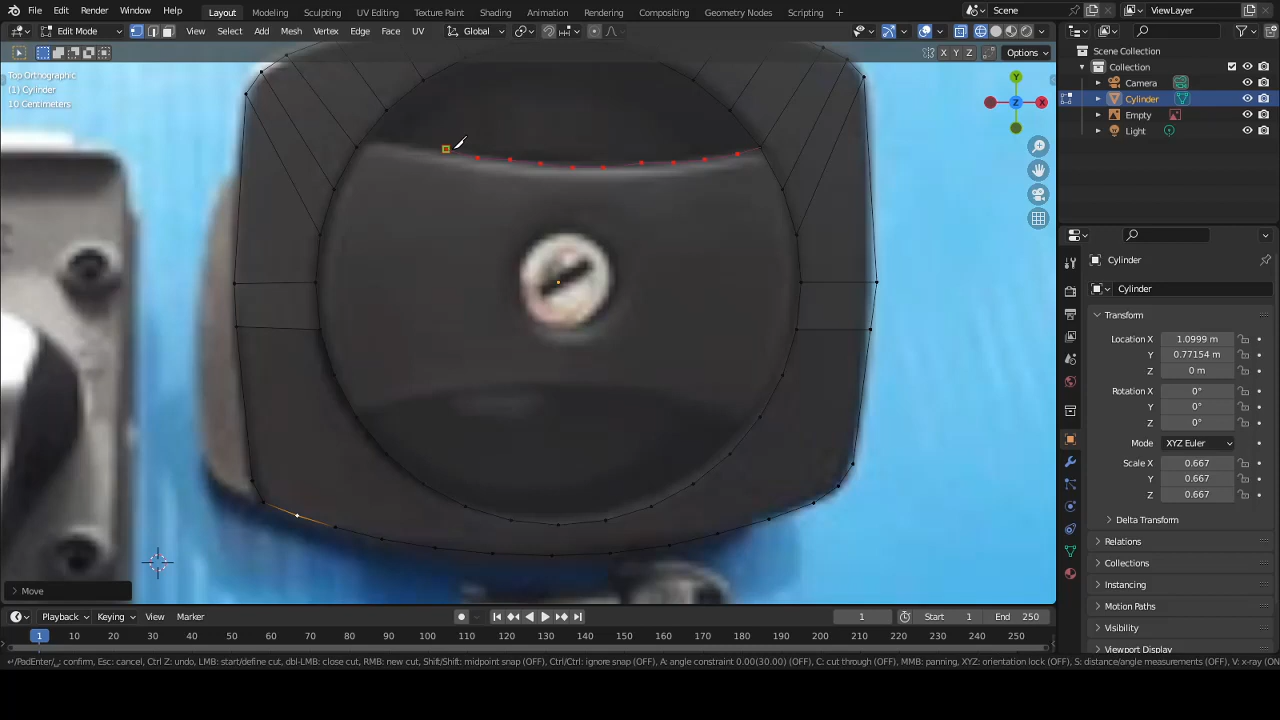 File Edit Render Window Help Layout Modeling Sculpting UV Editing Texture Paint Shading Animation Rendering Compositing Geometry Nodes Scripting + Scene ViewLayer
Edit Mode View Select Add Mesh Vertex Edge Face UV Global
X Y Z Options
Top Orthographic
(1) Cylinder
10 Centimeters
Y
Z X
Move
Scene Collection
Collection
Camera
Cylinder
Empty
Light
Cylinder
Cylinder
Transform
Location X 1.0999 m
Y 0.77154 m
Z 0 m
Rotation X 0°
Y 0°
Z 0°
Mode XYZ Euler
Scale X 0.667
Y 0.667
Z 0.667
Delta Transform
Relations
Collections
Instancing
Motion Paths
Visibility
Viewport Display
Playback Keying View Marker 1 Start 1 End 250
1 10 20 30 40 50 60 70 80 90 100 110 120 130 140 150 160 170 180 190 200 210 220 230 240 250
confirm, Esc: cancel, Ctrl Z: undo, LMB: start/define cut, dbl-LMB: close cut, RMB: new cut, Shift/Shift: midpoint snap (OFF), Ctrl/Ctrl: ignore snap (OFF), A: angle constraint 0.00(30.00) (OFF), C: cut through (OFF), MMB: panning, XYZ: orientation lock (OFF), S: distance/angle measurements (OFF), V: x-ray (ON